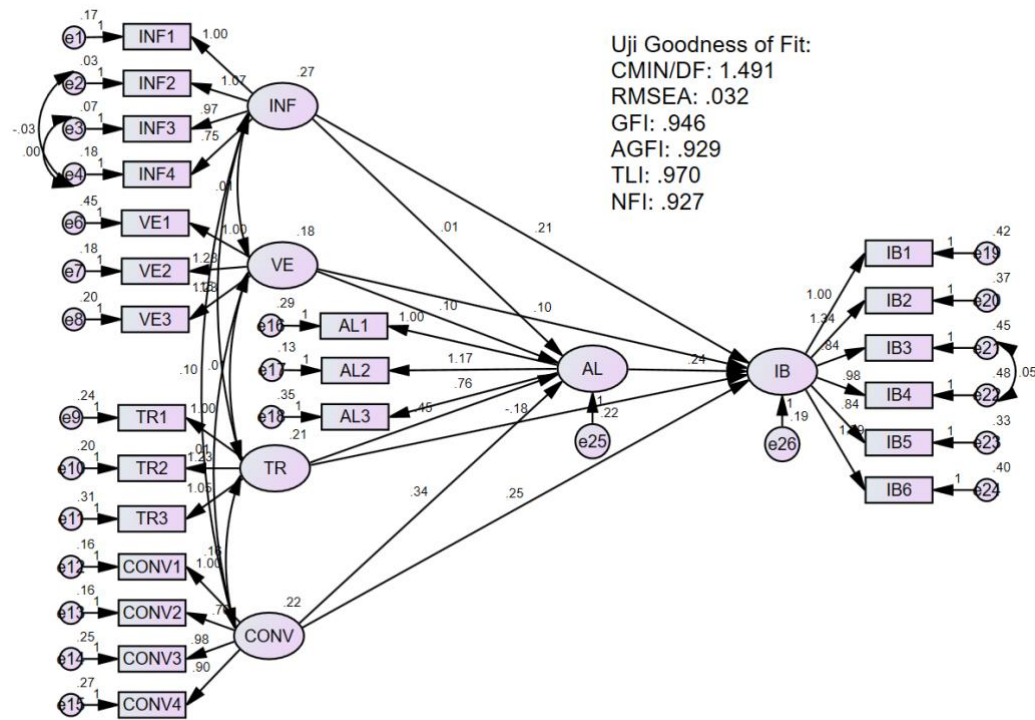 Uji Goodness of Fit:
CMIN/DF: 1.491
RMSEA: .032
GFI: .946
AGFI: .929
TLI: .970
NFI: .927
.17
e1 1 INF1
1.00
.03
e2 1 INF2
1.07
.07
e3 1 INF3
.97
.18
e4 1 INF4
.75
-.03
.00
.27
INF
.45
e6 1 VE1
1.00
.18
e7 1 VE2
1.28
.20
e8 1 VE3
.18
VE
.01
.01
.21
.10
.10
.29
e16 1 AL1
1.00
.13
e17 1 AL2
1.17
.35
e18 1 AL3
.76
.45
AL
1
.22
e25
.24
-.18
IB
1
.19
e26
.42
IB1 1 e19
1.00
.37
IB2 1 e20
1.34
.45
IB3 1 e21
.84
.48
IB4 1 e22
.98
.05
.33
IB5 1 e23
.84
.40
IB6 1 e24
.10
.24
e9 1 TR1
1.00
.20
e10 1 TR2
1.23
.31
e11 1 TR3
1.05
.21
TR
.01
.34
.25
.16
e12 1 CONV1
.16
1.00
.16
e13 1 CONV2
.25
e14 1 CONV3
.98
.27
e15 1 CONV4
.90
.22
CONV